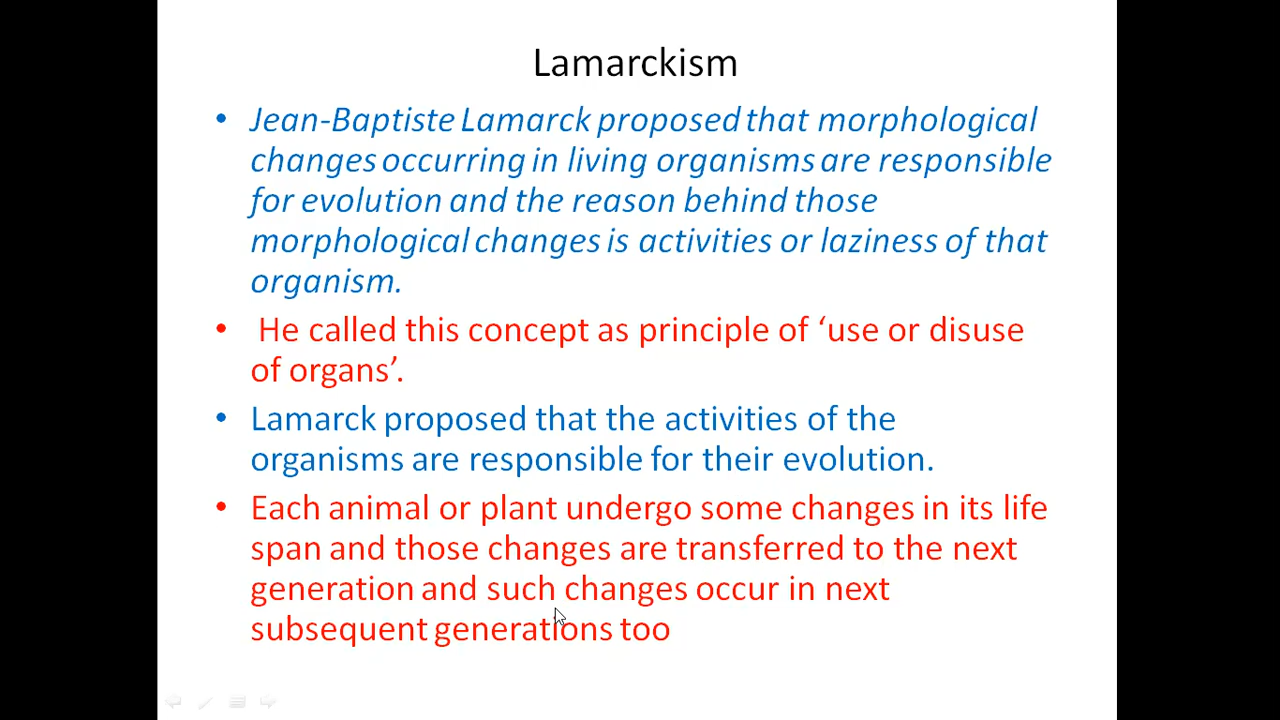 Lamarckism
• Jean-Baptiste Lamarck proposed that morphological
changes occurring in living organisms are responsible
for evolution and the reason behind those
morphological changes is activities or laziness of that
organism.
• He called this concept as principle of ‘use or disuse
of organs’.
• Lamarck proposed that the activities of the
organisms are responsible for their evolution.
• Each animal or plant undergo some changes in its life
span and those changes are transferred to the next
generation and such changes occur in next
subsequent generations too